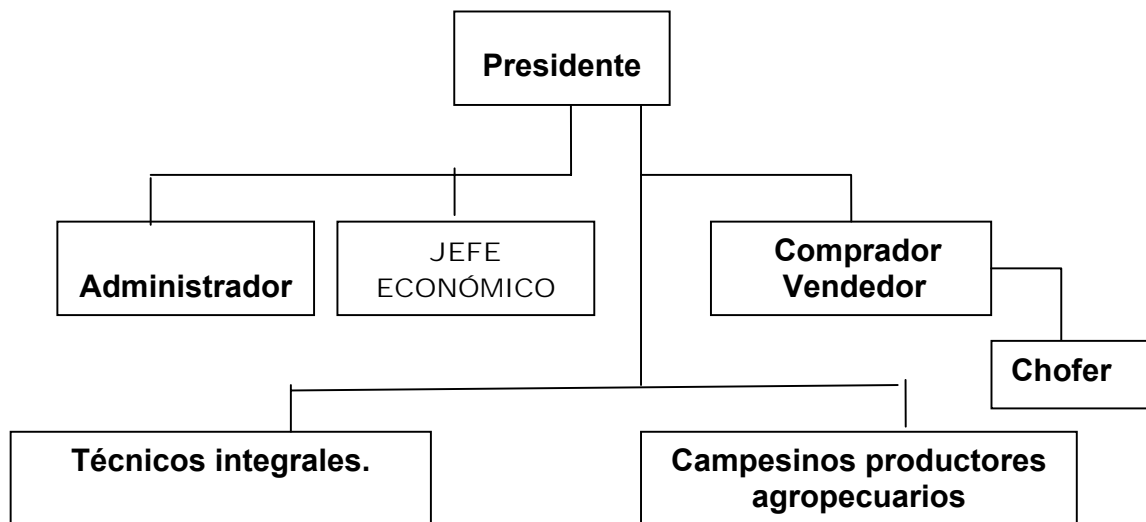 Presidente
Administrador
JEFE
ECONÓMICO
Comprador
Vendedor
Chofer
Técnicos integrales.
Campesinos productores
agropecuarios